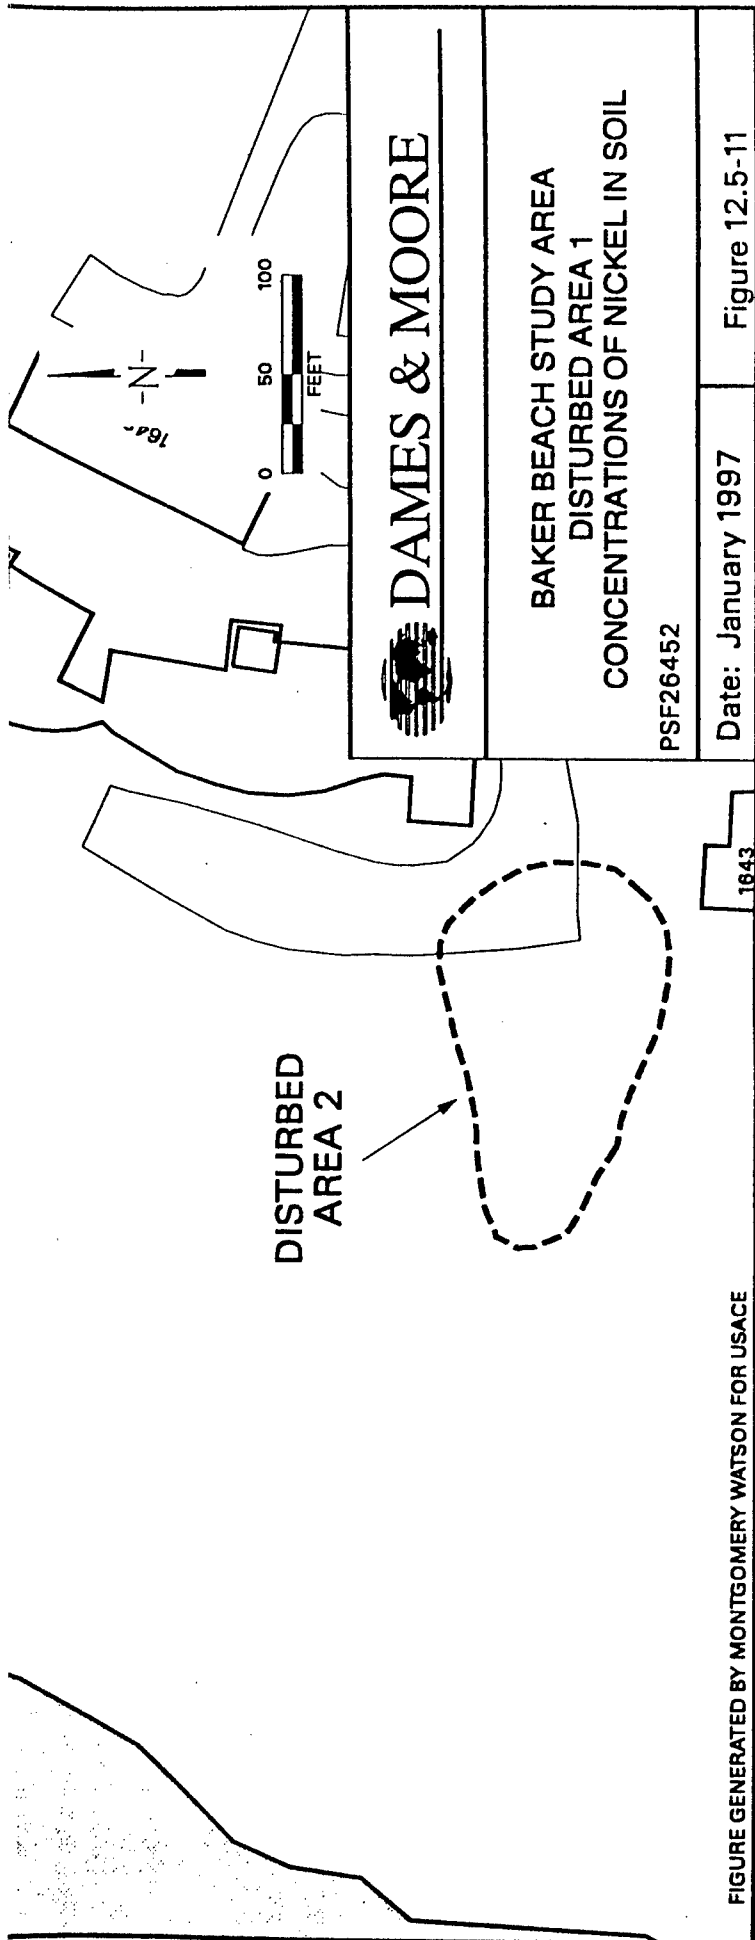 DISTURBED
AREA 2
-N-
0 50 100
FEET
DAMES & MOORE
BAKER BEACH STUDY AREA
DISTURBED AREA 1
CONCENTRATIONS OF NICKEL IN SOIL
PSF26452
Date: January 1997
Figure 12.5-11
1643
FIGURE GENERATED BY MONTGOMERY WATSON FOR USACE